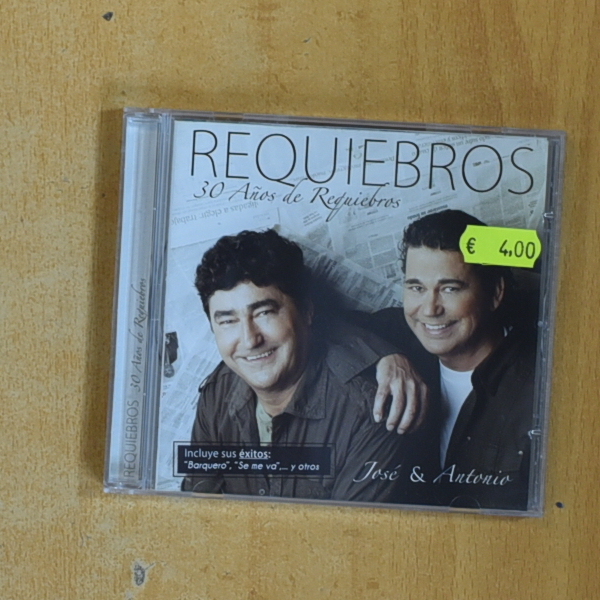 REQUIEBROS
30 Años de Requiebros
€ 4,00
Incluye sus éxitos:
"Barquero", "Se me va",... y otros
José & Antonio
REQUIEBROS 30 Años de Requiebros